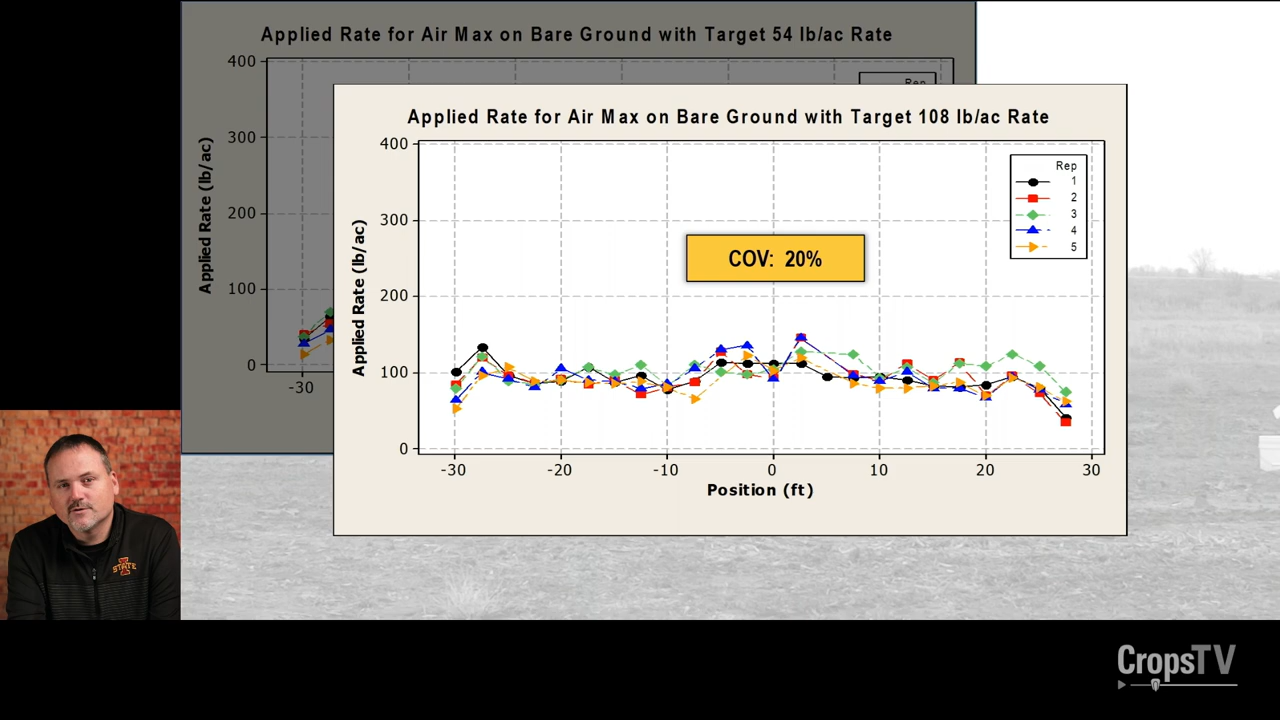 Applied Rate for Air Max on Bare Ground with Target 54 lb/ac Rate
400
300
200
100
0
Applied Rate (lb/ac)
-30
Rep
Applied Rate for Air Max on Bare Ground with Target 108 lb/ac Rate
400
300
200
100
0
Applied Rate (lb/ac)
Rep
1
2
3
4
5
COV: 20%
-30 -20 -10 0 10 20 30
Position (ft)
STATE
CropsTV